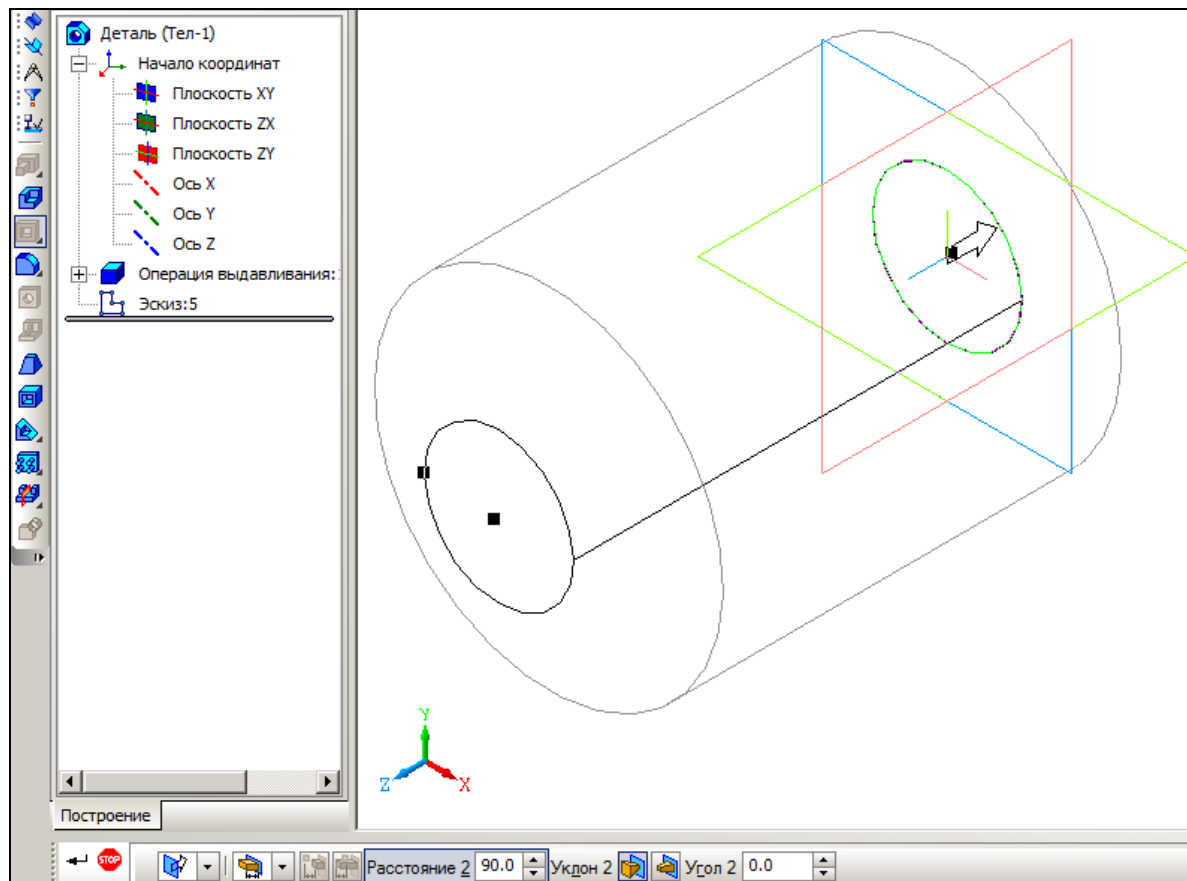 Деталь (Тел-1)
Начало координат
Плоскость XY
Плоскость ZX
Плоскость ZY
Ось X
Ось Y
Ось Z
Операция выдавливания:
Эскиз:5
Y
Z
X
Построение
STOP
Расстояние 2 90.0 Уклон 2 Угол 2 0.0